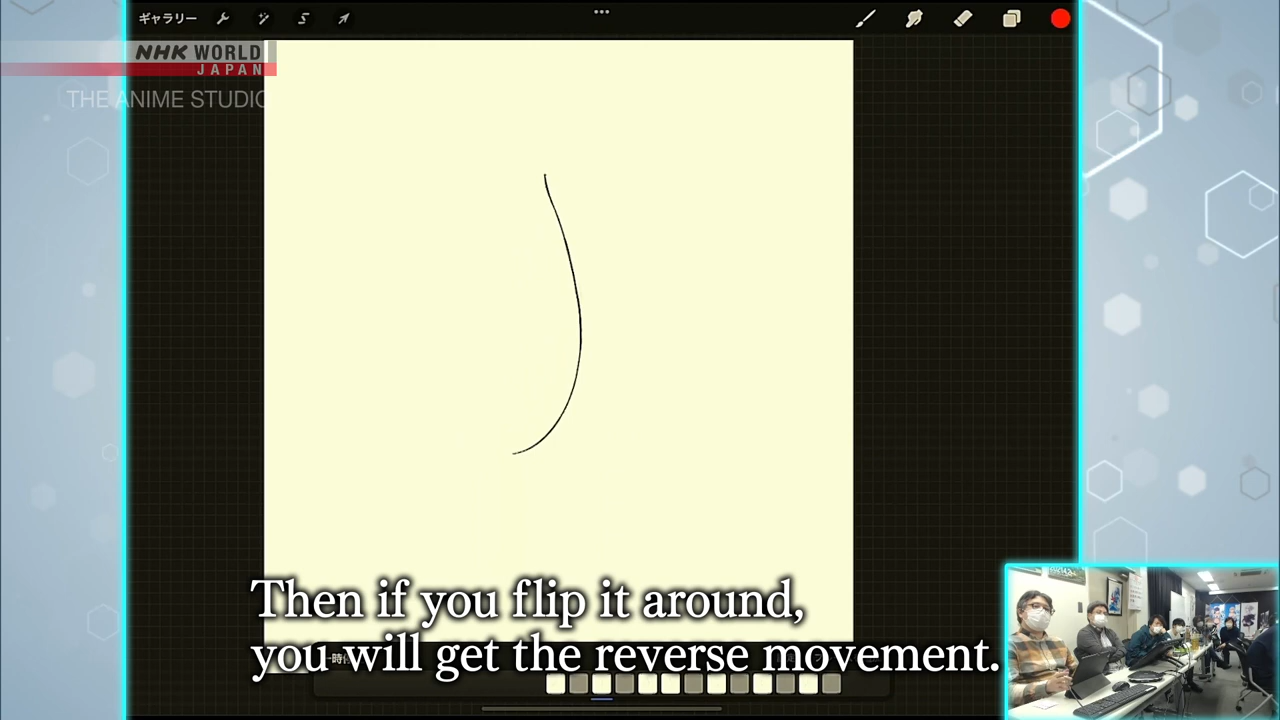 ギャラリー
NHK WORLD
JAPAN
THE ANIME STUDIO
Then if you flip it around,
you will get the reverse movement.